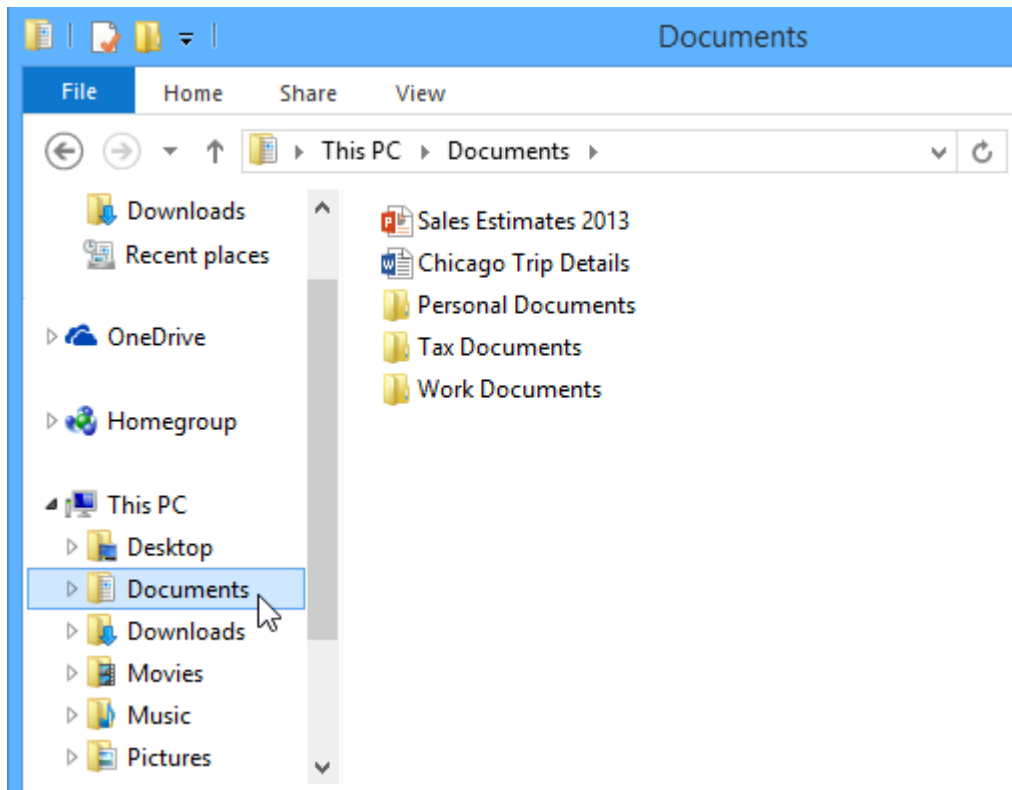 Documents
File Home Share View
This PC Documents
Downloads
Recent places
OneDrive
Homegroup
This PC
Desktop
Documents
Downloads
Movies
Music
Pictures
Sales Estimates 2013
Chicago Trip Details
Personal Documents
Tax Documents
Work Documents